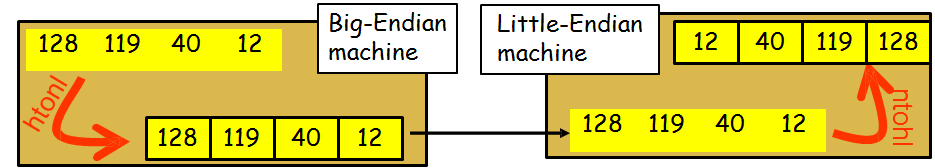 128 119 40 12
Big-Endian
machine
htonl
128 119 40 12
Little-Endian
machine
12 40 119 128
128 119 40 12
ntohl